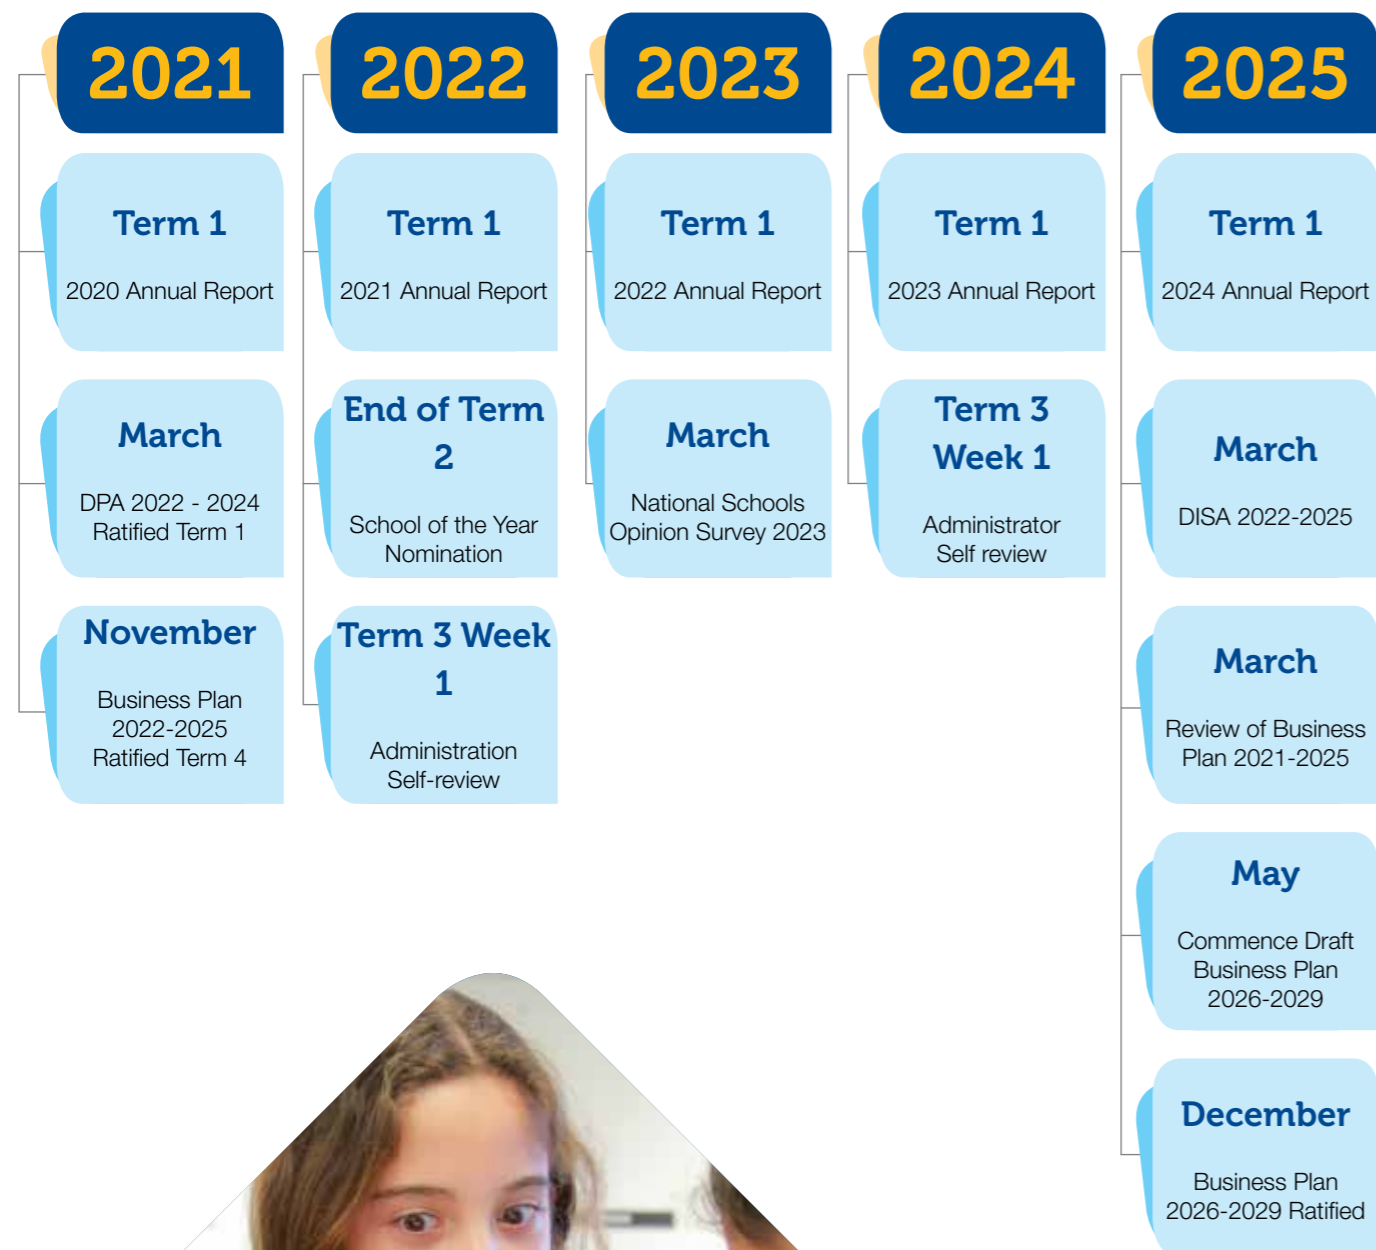 2021
Term 1
2020 Annual Report
March
DPA 2022 - 2024
Ratified Term 1
November
Business Plan
2022-2025
Ratified Term 4
2022
Term 1
2021 Annual Report
End of Term
2
School of the Year
Nomination
Term 3 Week
1
Administration
Self-review
2023
Term 1
2022 Annual Report
March
National Schools
Opinion Survey 2023
2024
Term 1
2023 Annual Report
Term 3
Week 1
Administrator
Self review
2025
Term 1
2024 Annual Report
March
DISA 2022-2025
March
Review of Business
Plan 2021-2025
May
Commence Draft
Business Plan
2026-2029
December
Business Plan
2026-2029 Ratified